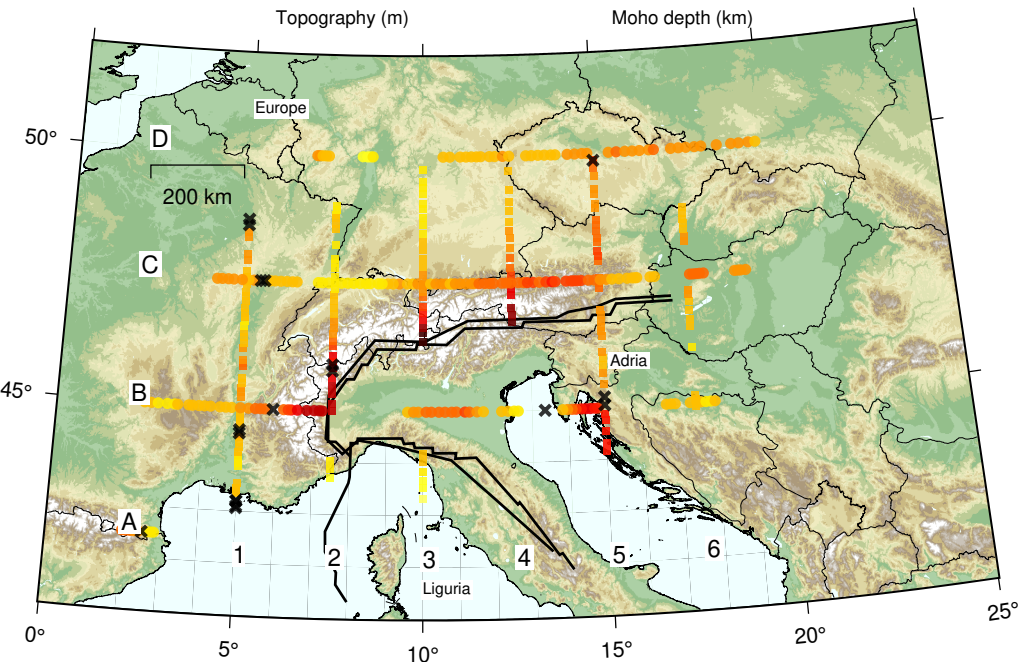 Topography (m) Moho depth (km)
Europe
50° D
200 km
C
Adria
45° B
A
1 2 3 4 5 6
Liguria
0° 5° 10° 15° 20° 25°